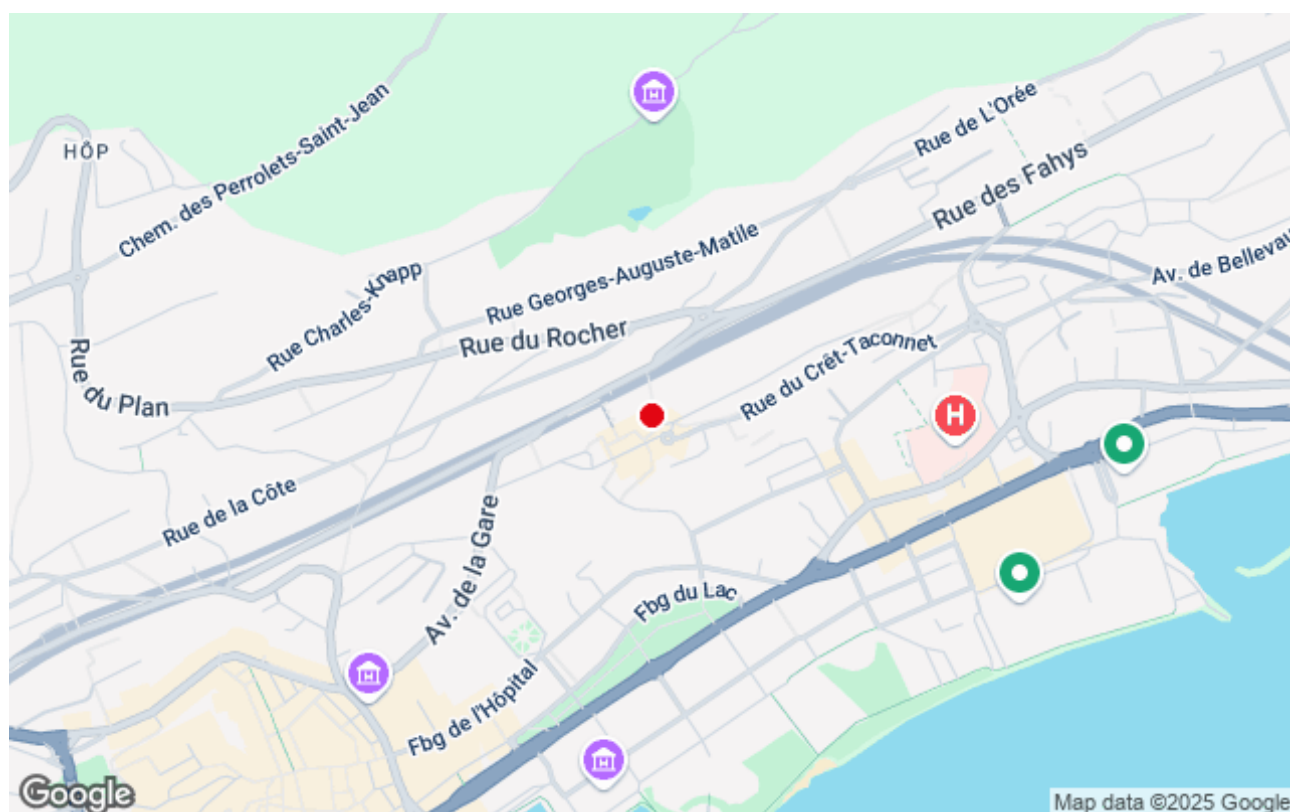 Rue de L'Orée
HÔP
Chem. des Perrolets-Saint-Jean
Rue des Fahys
Rue Georges-Auguste-Matile
Av. de Bellevau
Rue Charles-Knapp
Rue du Rocher
Rue du Plan
Rue du Crêt-Taconnet
H
Rue de la Côte
Av. de la Gare
Fbg du Lac
Fbg de l'Hôpital
Google
Map data ©2025 Google